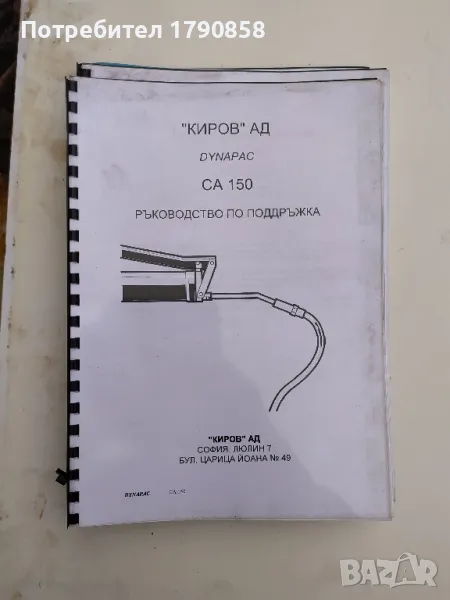 Потребител 1790858
"КИРОВ" АД
DYNAPAC
CA 150
РЪКОВОДСТВО ПО ПОДДРЪЖКА
"КИРОВ" АД
СОФИЯ, ЛЮЛИН 7
БУЛ. ЦАРИЦА ЙОАНА № 49
DYNAPAC
BAZAR